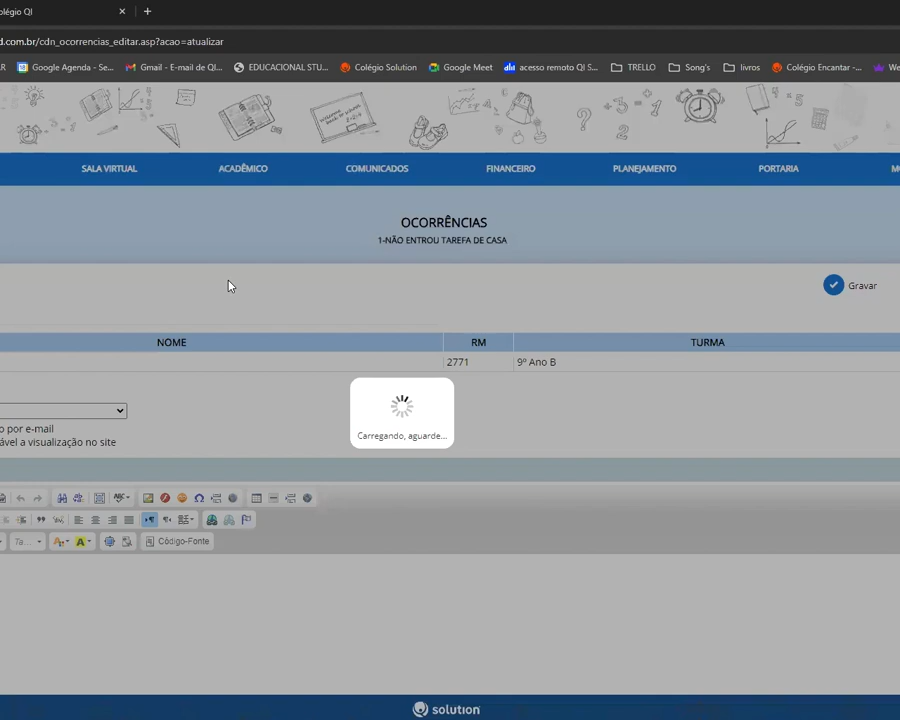 olégio QI
d.com.br/cdn_ocorrencias_editar.asp?acao=atualizar
R Google Agenda - Se... Gmail - E-mail de QI... EDUCACIONAL STU... Colégio Solution Google Meet acesso remoto QI S... TRELLO Song's livros Colégio Encantar -... We
SALA VIRTUAL ACADÊMICO COMUNICADOS FINANCEIRO PLANEJAMENTO PORTARIA M
OCORRÊNCIAS
1-NÃO ENTROU TAREFA DE CASA
Gravar
NOME RM TURMA
2771 9º Ano B
o por e-mail
ável a visualização no site
Carregando, aguarde...
Ta... Código-Fonte
solution